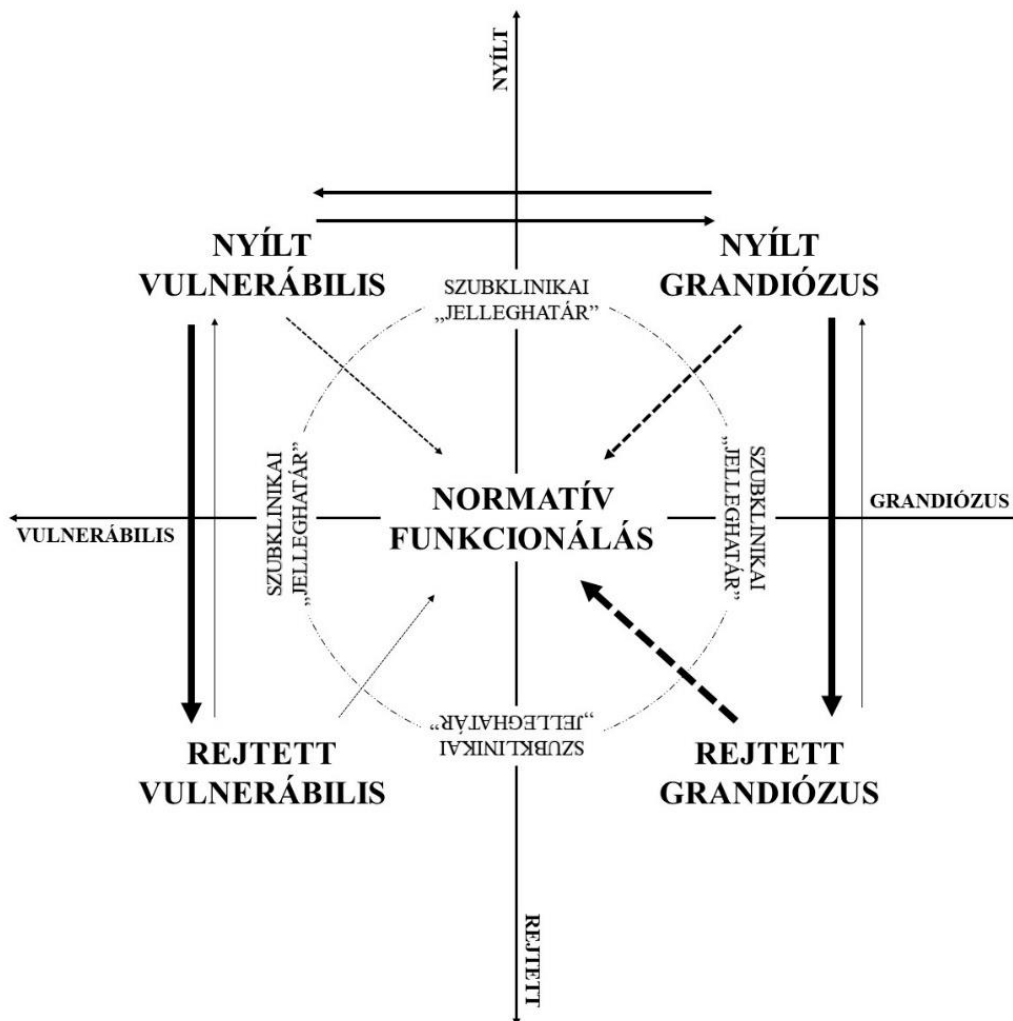 NYÍLT
NYÍLT
VULNERÁBILIS
NYÍLT
GRANDIÓZUS
SZUBKLINIKAI
„JELLEGHATÁR”
SZUBKLINIKAI
„JELLEGHATÁR”
SZUBKLINIKAI
„JELLEGHATÁR”
NORMATÍV
FUNKCIONÁLÁS
GRANDIÓZUS
VULNERÁBILIS
SZUBKLINIKAI
„JELLEGHATÁR”
REJTETT
VULNERÁBILIS
REJTETT
GRANDIÓZUS
REJTETT